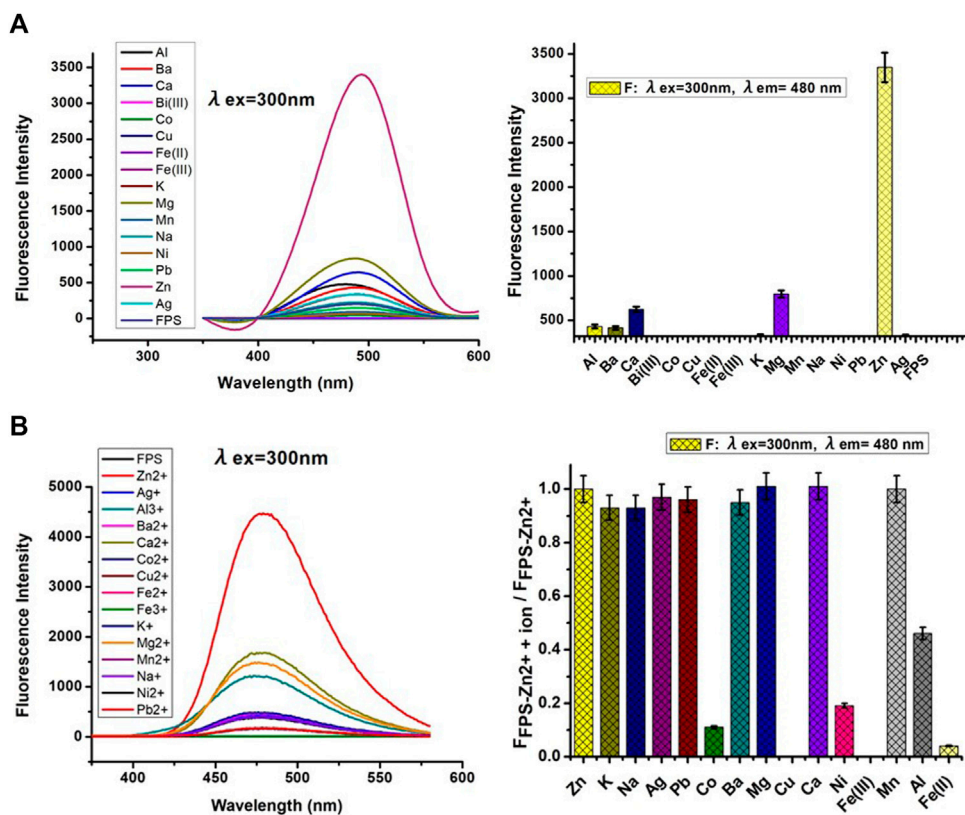 A
Al
Ba
Ca
Bi(III)
Co
Cu
Fe(II)
Fe(III)
K
Mg
Mn
Na
Ni
Pb
Zn
Ag
FPS
λ ex=300nm
Fluorescence Intensity
3500
3000
2500
2000
1500
1000
500
0
300
400
500
600
Wavelength (nm)
F: λ ex=300nm, λ em= 480 nm
Fluorescence Intensity
3500
3000
2500
1000
500
Al Ba Ca Bi(III) Co Cu Fe(II) Fe(III) K Mg Mn Na Ni Pb Zn Ag FPS
B
FPS
Zn2+
Ag+
Al3+
Ba2+
Ca2+
Co2+
Cu2+
Fe2+
Fe3+
K+
Mg2+
Mn2+
Na+
Ni2+
Pb2+
λ ex=300nm
Fluorescence Intensity
5000
4000
3000
2000
1000
0
400
450
500
550
600
Wavelength (nm)
F: λ ex=300nm, λ em= 480 nm
FFPS-Zn2+ + ion / FFPS-Zn2+
1.0
0.8
0.6
0.4
0.2
0.0
Zn K Na Ag Pb Co Ba Mg Cu Ca Ni Fe(III) Mn Al Fe(II)